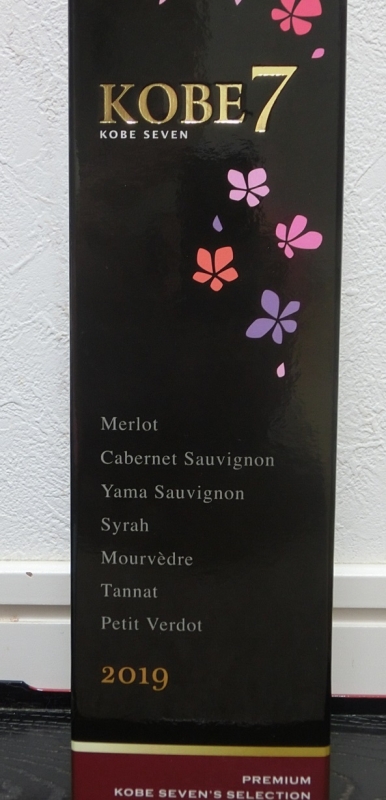 KOBE7
KOBE SEVEN
Merlot
Cabernet Sauvignon
Yama Sauvignon
Syrah
Mourvèdre
Tannat
Petit Verdot
2019
PREMIUM
KOBE SEVEN'S SELECTION